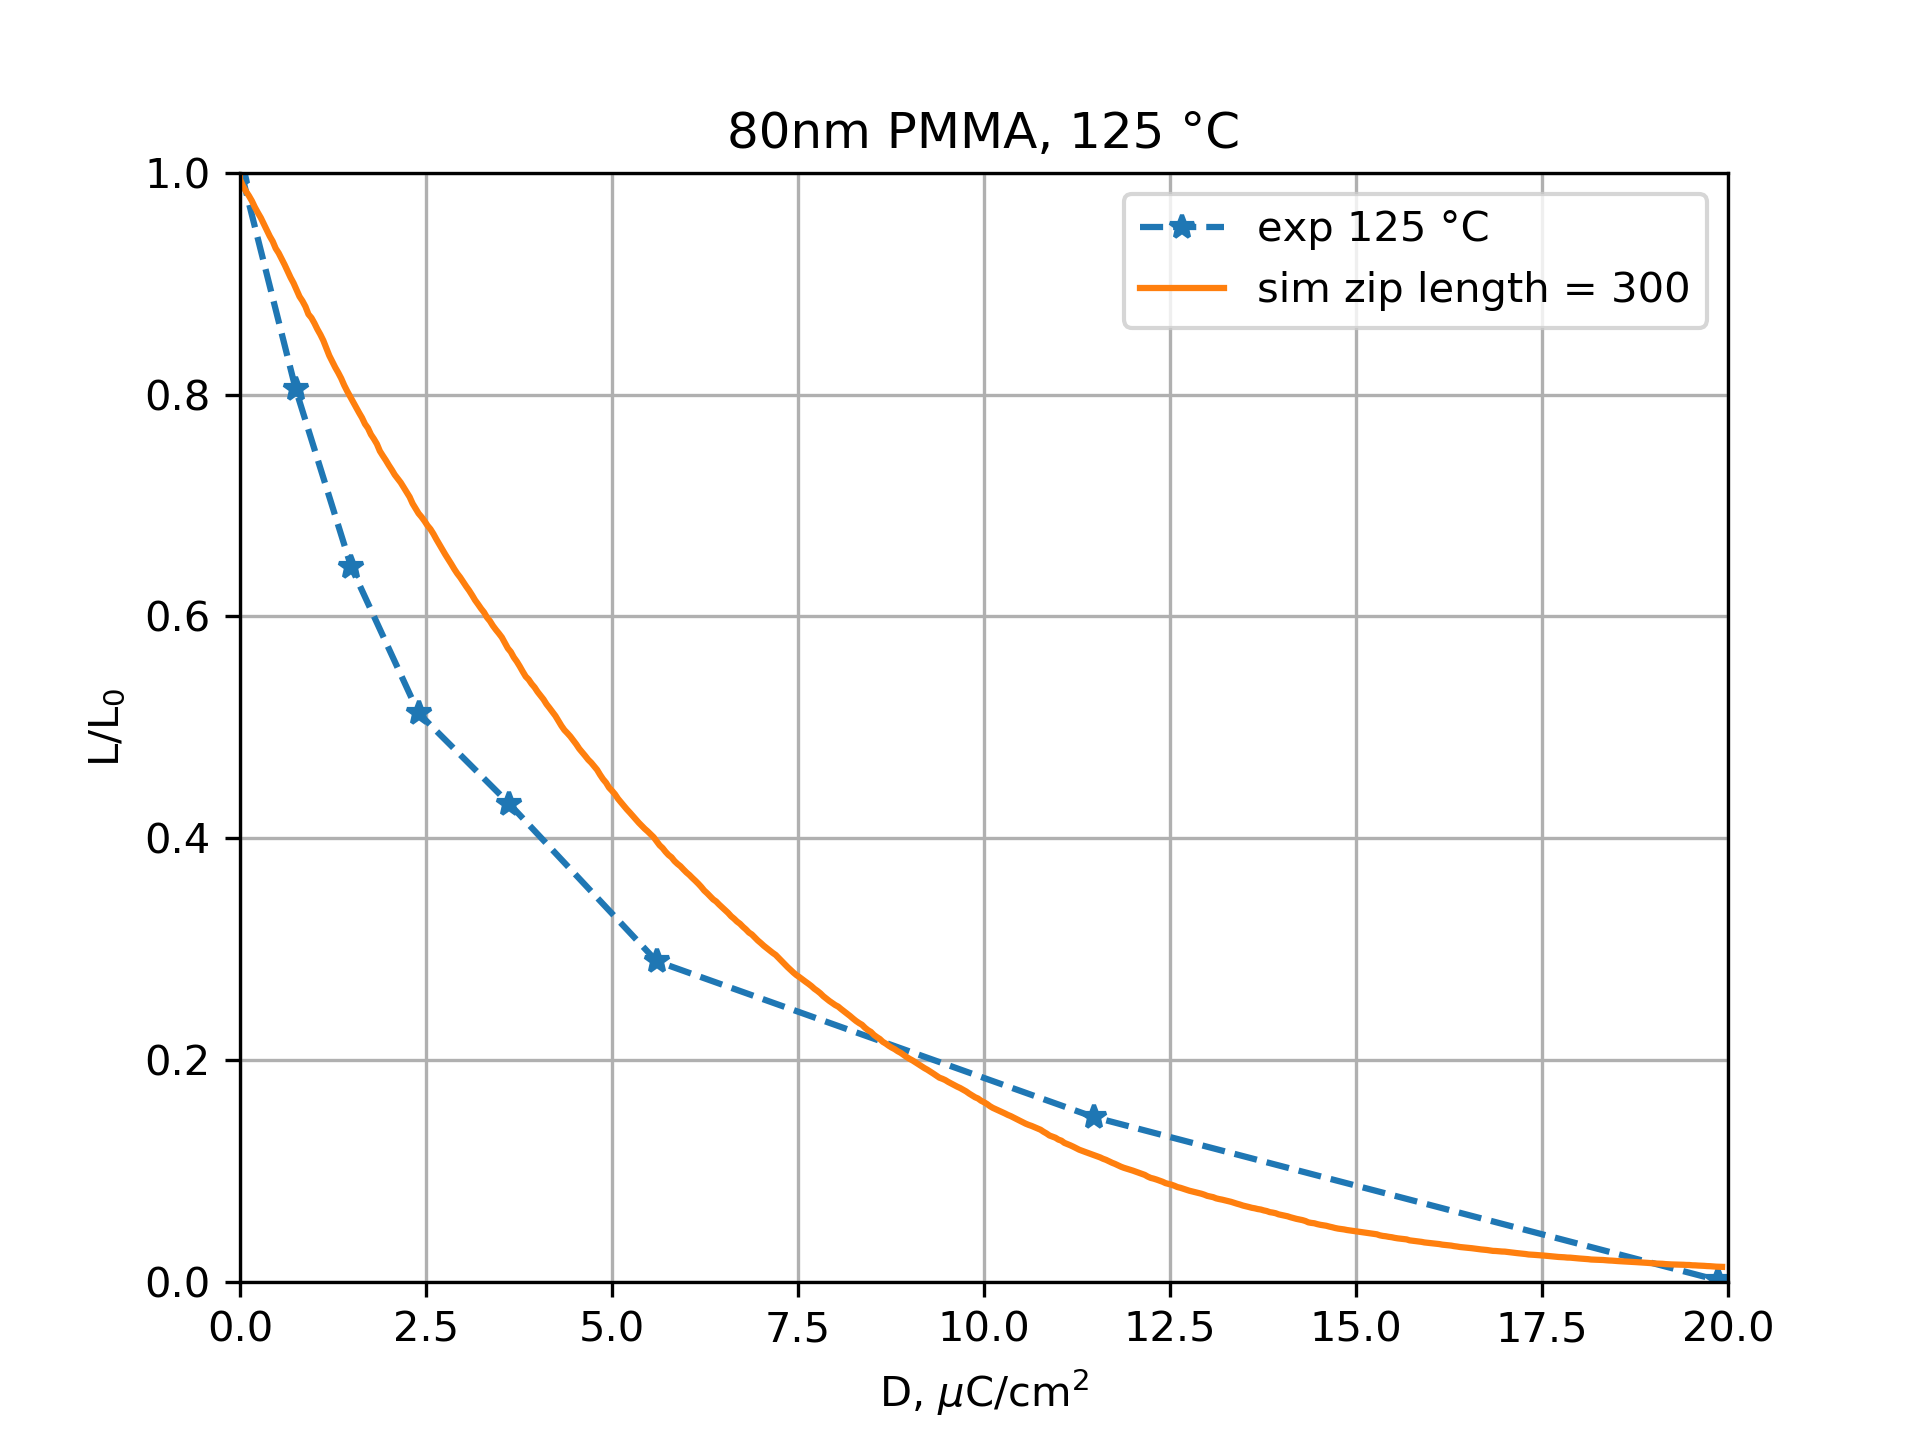 80nm PMMA, 125 °C
exp 125 °C
sim zip length = 300
1.0
0.8
0.6
0.4
0.2
0.0
L/L₀
0.0 2.5 5.0 7.5 10.0 12.5 15.0 17.5 20.0
D, μC/cm²